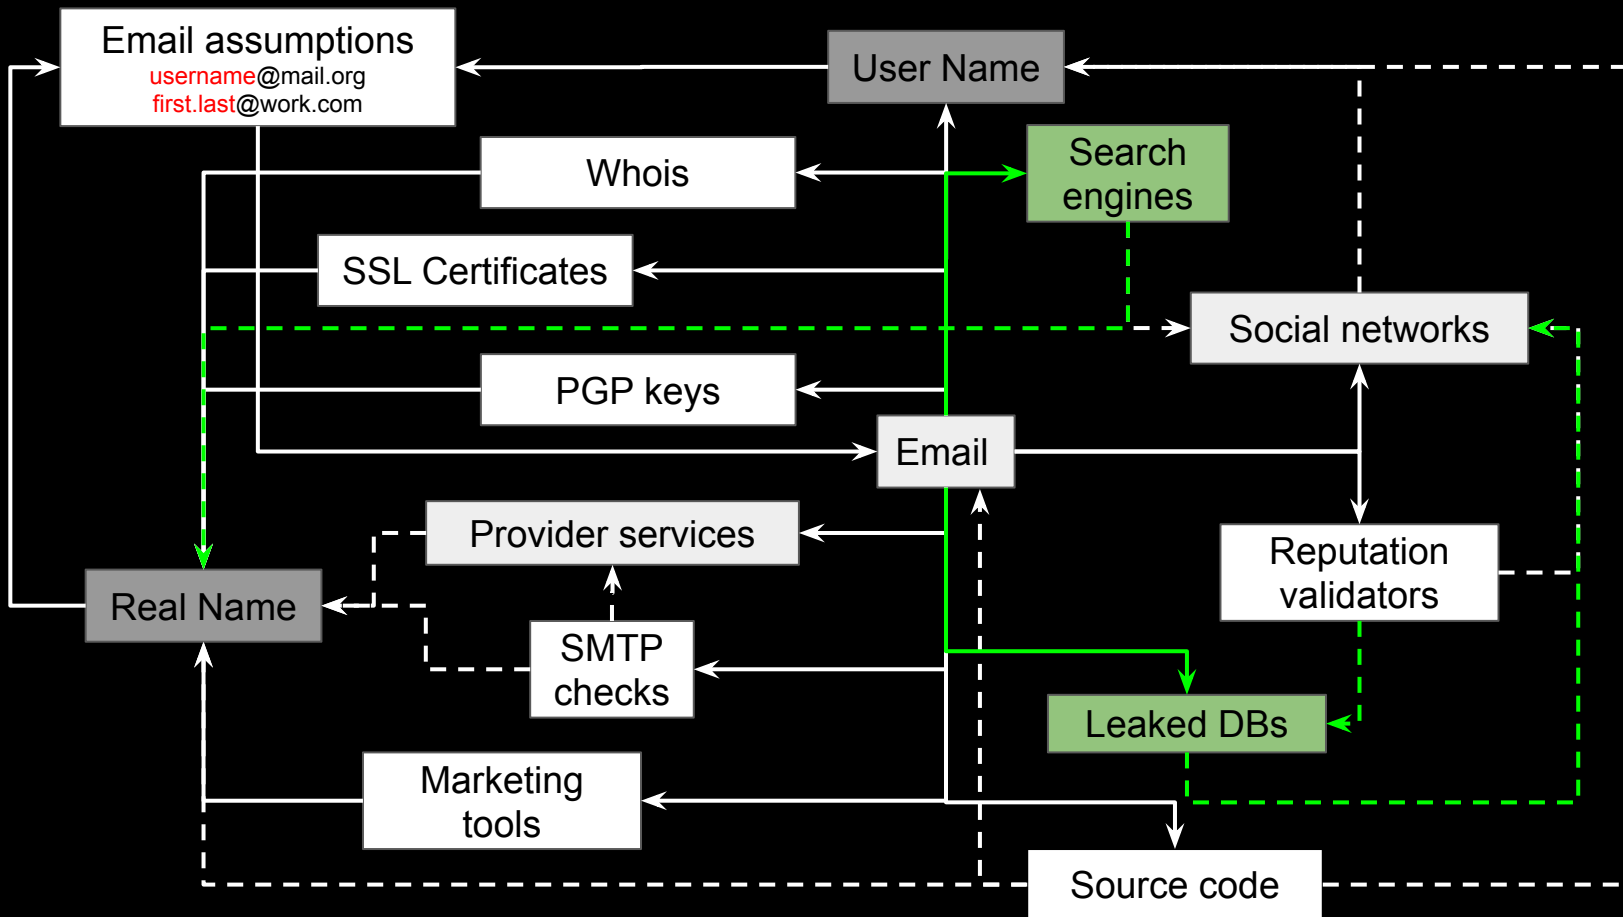 Email assumptions
username@mail.org
first.last@work.com
User Name
Whois
Search
engines
SSL Certificates
Social networks
PGP keys
Email
Provider services
Reputation
validators
Real Name
SMTP
checks
Leaked DBs
Marketing
tools
Source code